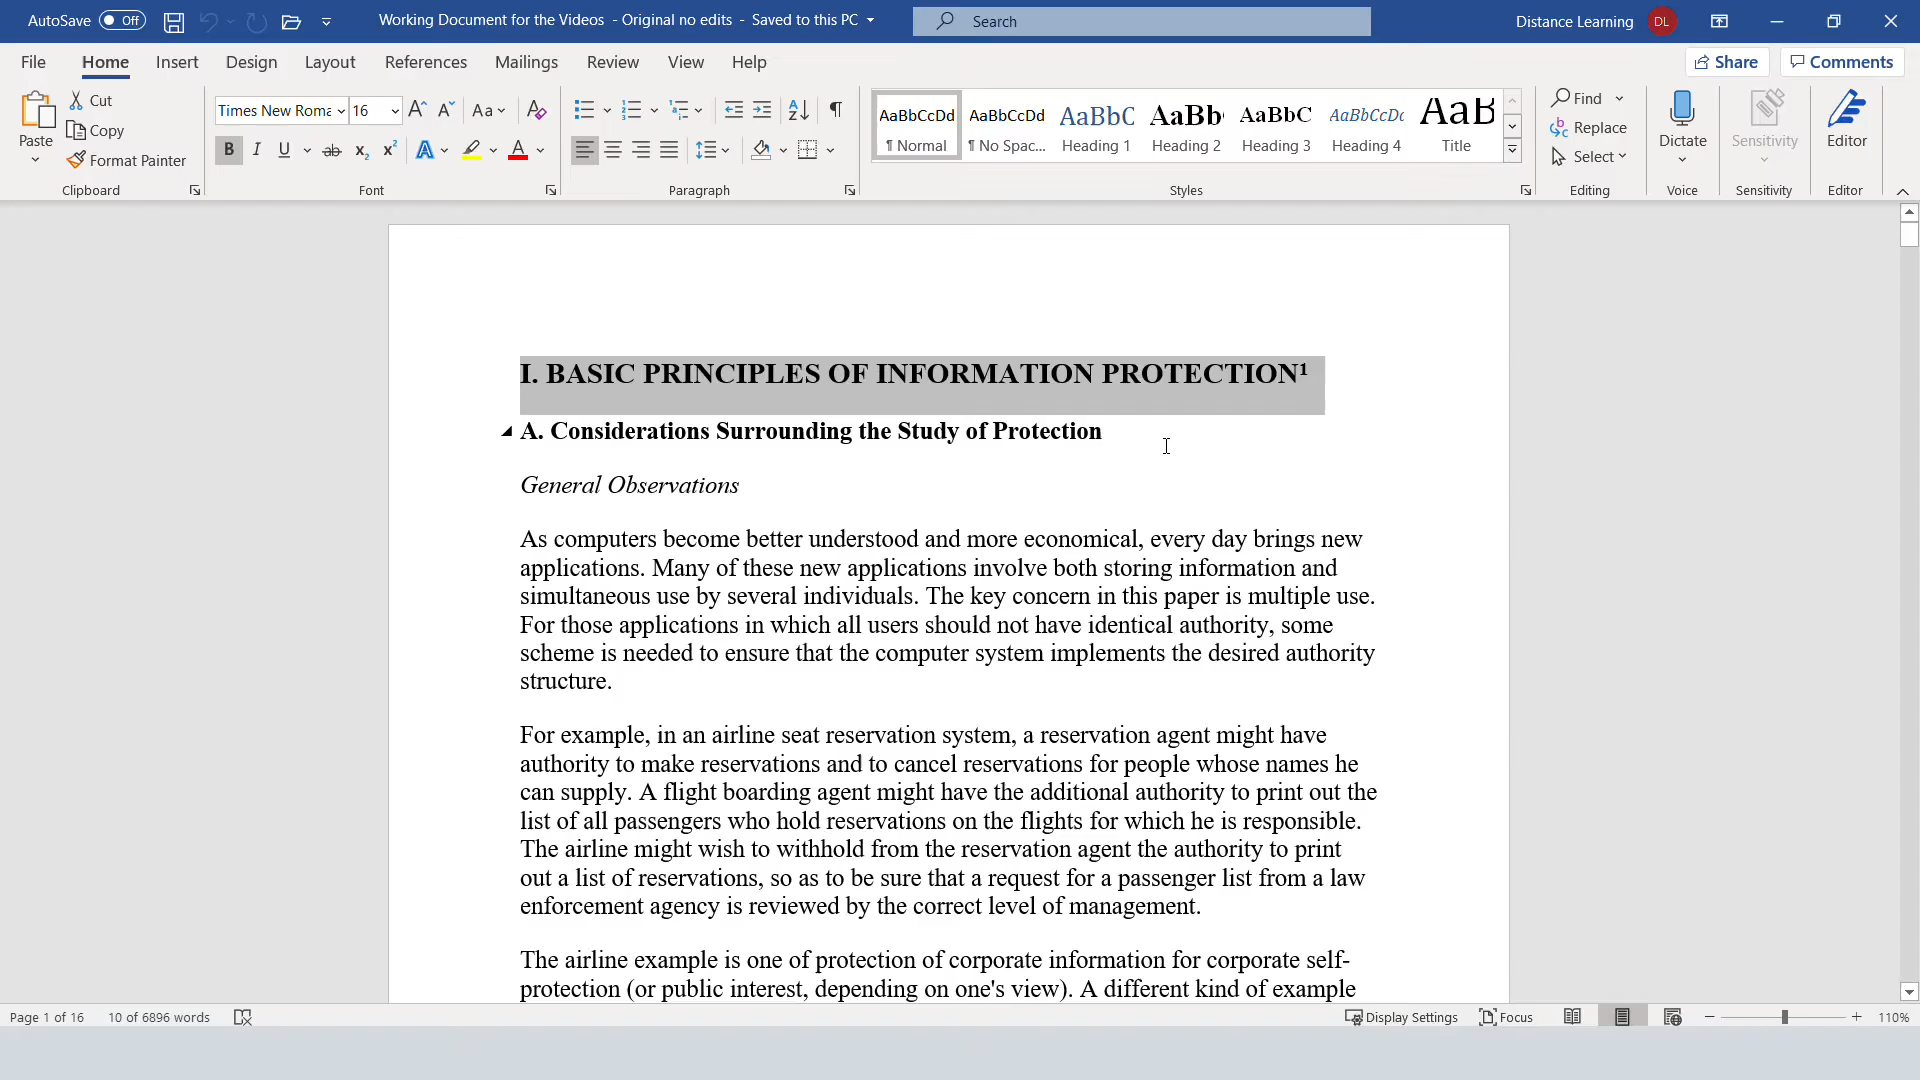 AutoSave Off Working Document for the Videos - Original no edits - Saved to this PC Search Distance Learning DL
File Home Insert Design Layout References Mailings Review View Help Share Comments
Paste Cut Copy Format Painter
Clipboard
Times New Roma 16 Aa
B I U ab x₂ x² A A
Font
Paragraph
AaBbCcDd AaBbCcDd AaBbC AaBb AaBbC AaBbCcDc AaB
¶ Normal ¶ No Spac... Heading 1 Heading 2 Heading 3 Heading 4 Title
Styles
Find
Replace
Select
Editing
Dictate
Voice
Sensitivity
Sensitivity
Editor
Editor
I. BASIC PRINCIPLES OF INFORMATION PROTECTION¹
A. Considerations Surrounding the Study of Protection
General Observations
As computers become better understood and more economical, every day brings new
applications. Many of these new applications involve both storing information and
simultaneous use by several individuals. The key concern in this paper is multiple use.
For those applications in which all users should not have identical authority, some
scheme is needed to ensure that the computer system implements the desired authority
structure.
For example, in an airline seat reservation system, a reservation agent might have
authority to make reservations and to cancel reservations for people whose names he
can supply. A flight boarding agent might have the additional authority to print out the
list of all passengers who hold reservations on the flights for which he is responsible.
The airline might wish to withhold from the reservation agent the authority to print
out a list of reservations, so as to be sure that a request for a passenger list from a law
enforcement agency is reviewed by the correct level of management.
The airline example is one of protection of corporate information for corporate self-
protection (or public interest, depending on one's view). A different kind of example
Page 1 of 16 10 of 6896 words Display Settings Focus 110%